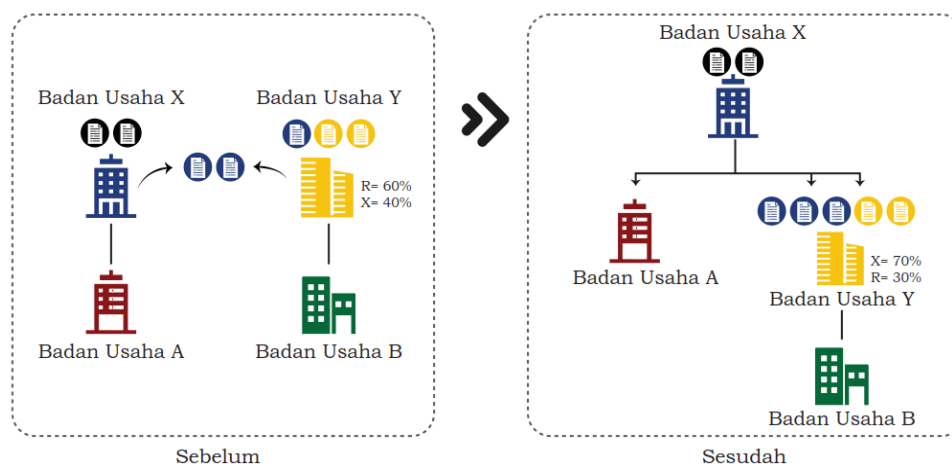 Badan Usaha X
Badan Usaha Y
R= 60%
X= 40%
Badan Usaha A
Badan Usaha B
Sebelum
Badan Usaha X
Badan Usaha A
X= 70%
R= 30%
Badan Usaha Y
Badan Usaha B
Sesudah